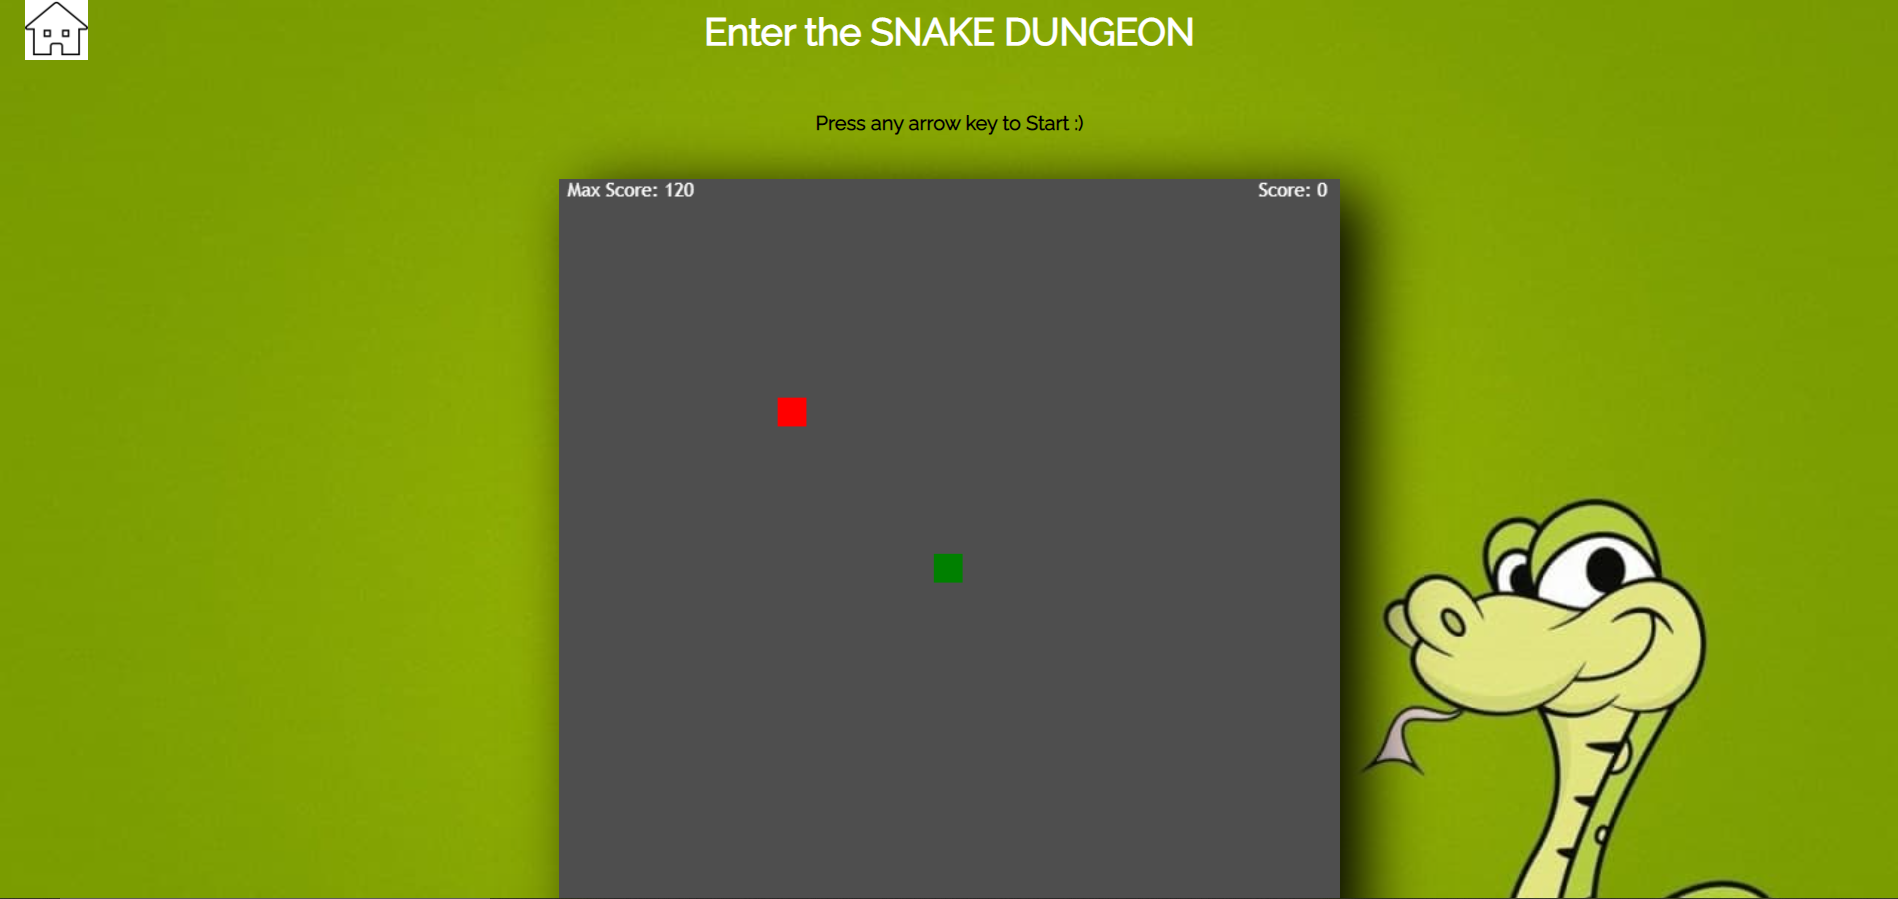 Enter the SNAKE DUNGEON
Press any arrow key to Start :)
Max Score: 120
Score: 0